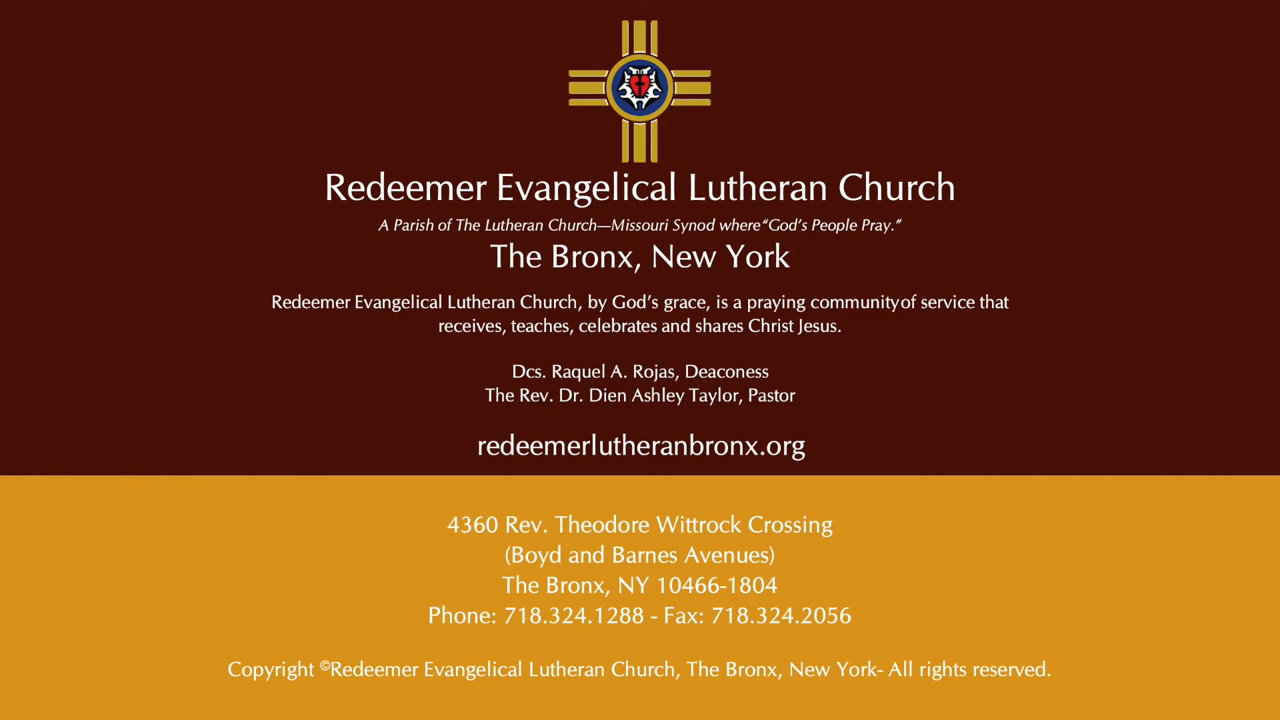 Redeemer Evangelical Lutheran Church
A Parish of The Lutheran Church—Missouri Synod where “God’s People Pray.”
The Bronx, New York
Redeemer Evangelical Lutheran Church, by God’s grace, is a praying community of service that
receives, teaches, celebrates and shares Christ Jesus.
Dcs. Raquel A. Rojas, Deaconess
The Rev. Dr. Dien Ashley Taylor, Pastor
redeemerlutheranbronx.org
4360 Rev. Theodore Wittrock Crossing
(Boyd and Barnes Avenues)
The Bronx, NY 10466-1804
Phone: 718.324.1288 - Fax: 718.324.2056
Copyright ©Redeemer Evangelical Lutheran Church, The Bronx, New York- All rights reserved.